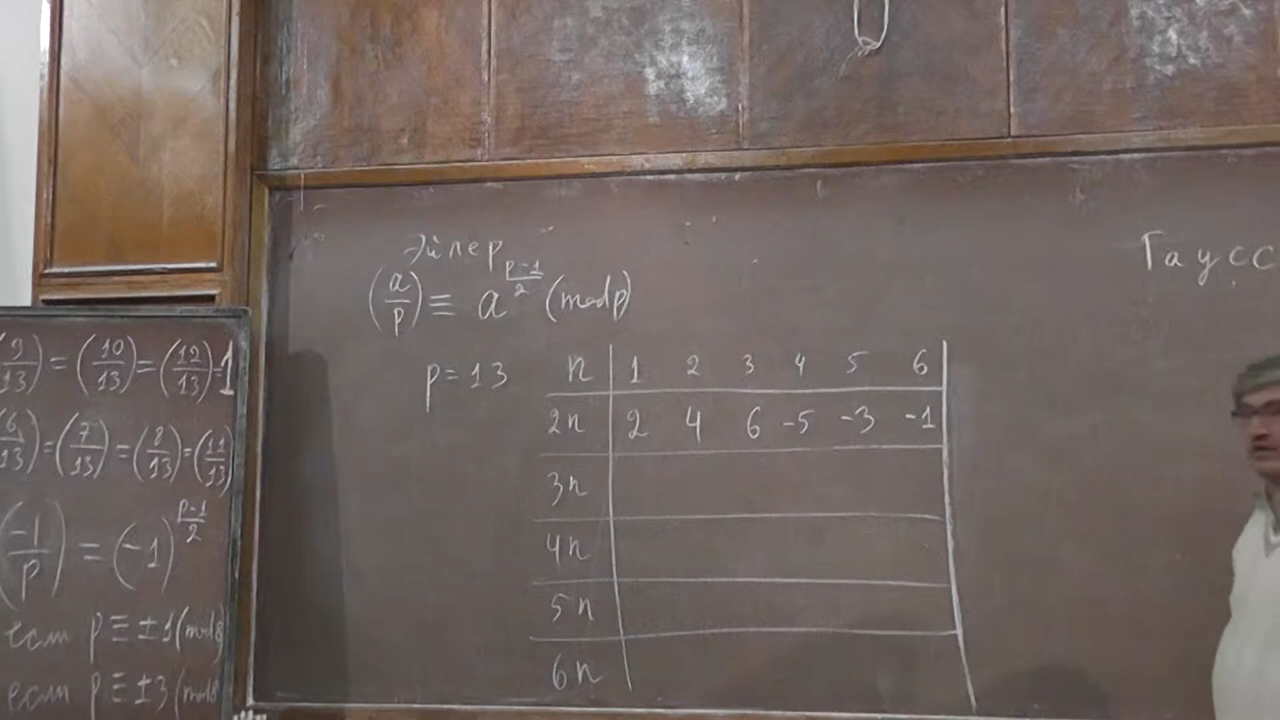 Эйлер
(a/p) ≡ a^{(p-1)/2} (mod p)
Гаусс
p=13
n 1 2 3 4 5 6
2n 2 4 6 -5 -3 -1
3n
4n
5n
6n
(9/13) = (10/13) = (12/13) = 1
(6/13) = (7/13) = (8/13) = (11/13)
(-1/p) = (-1)^{(p-1)/2}
если p ≡ ±1 (mod 8)
если p ≡ ±3 (mod 8